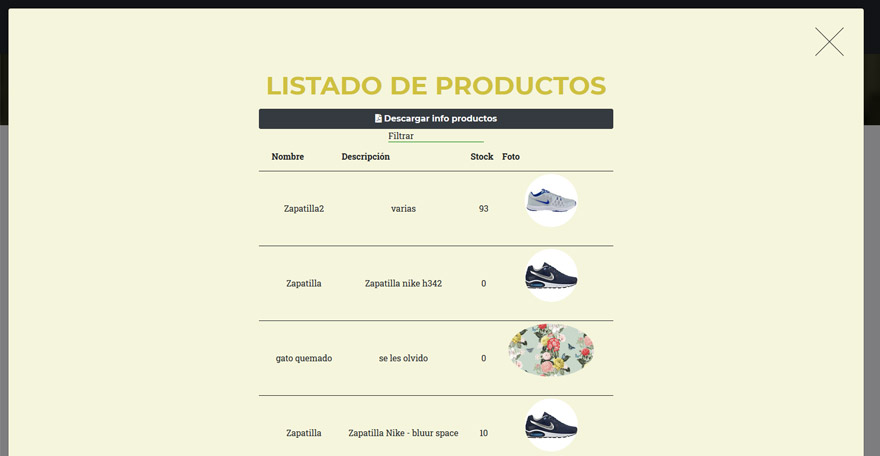 LISTADO DE PRODUCTOS
Descargar info productos
Filtrar
Nombre Descripción Stock Foto
Zapatilla2 varias 93
Zapatilla Zapatilla nike h342 0
gato quemado se les olvido 0
Zapatilla Zapatilla Nike - bluur space 10